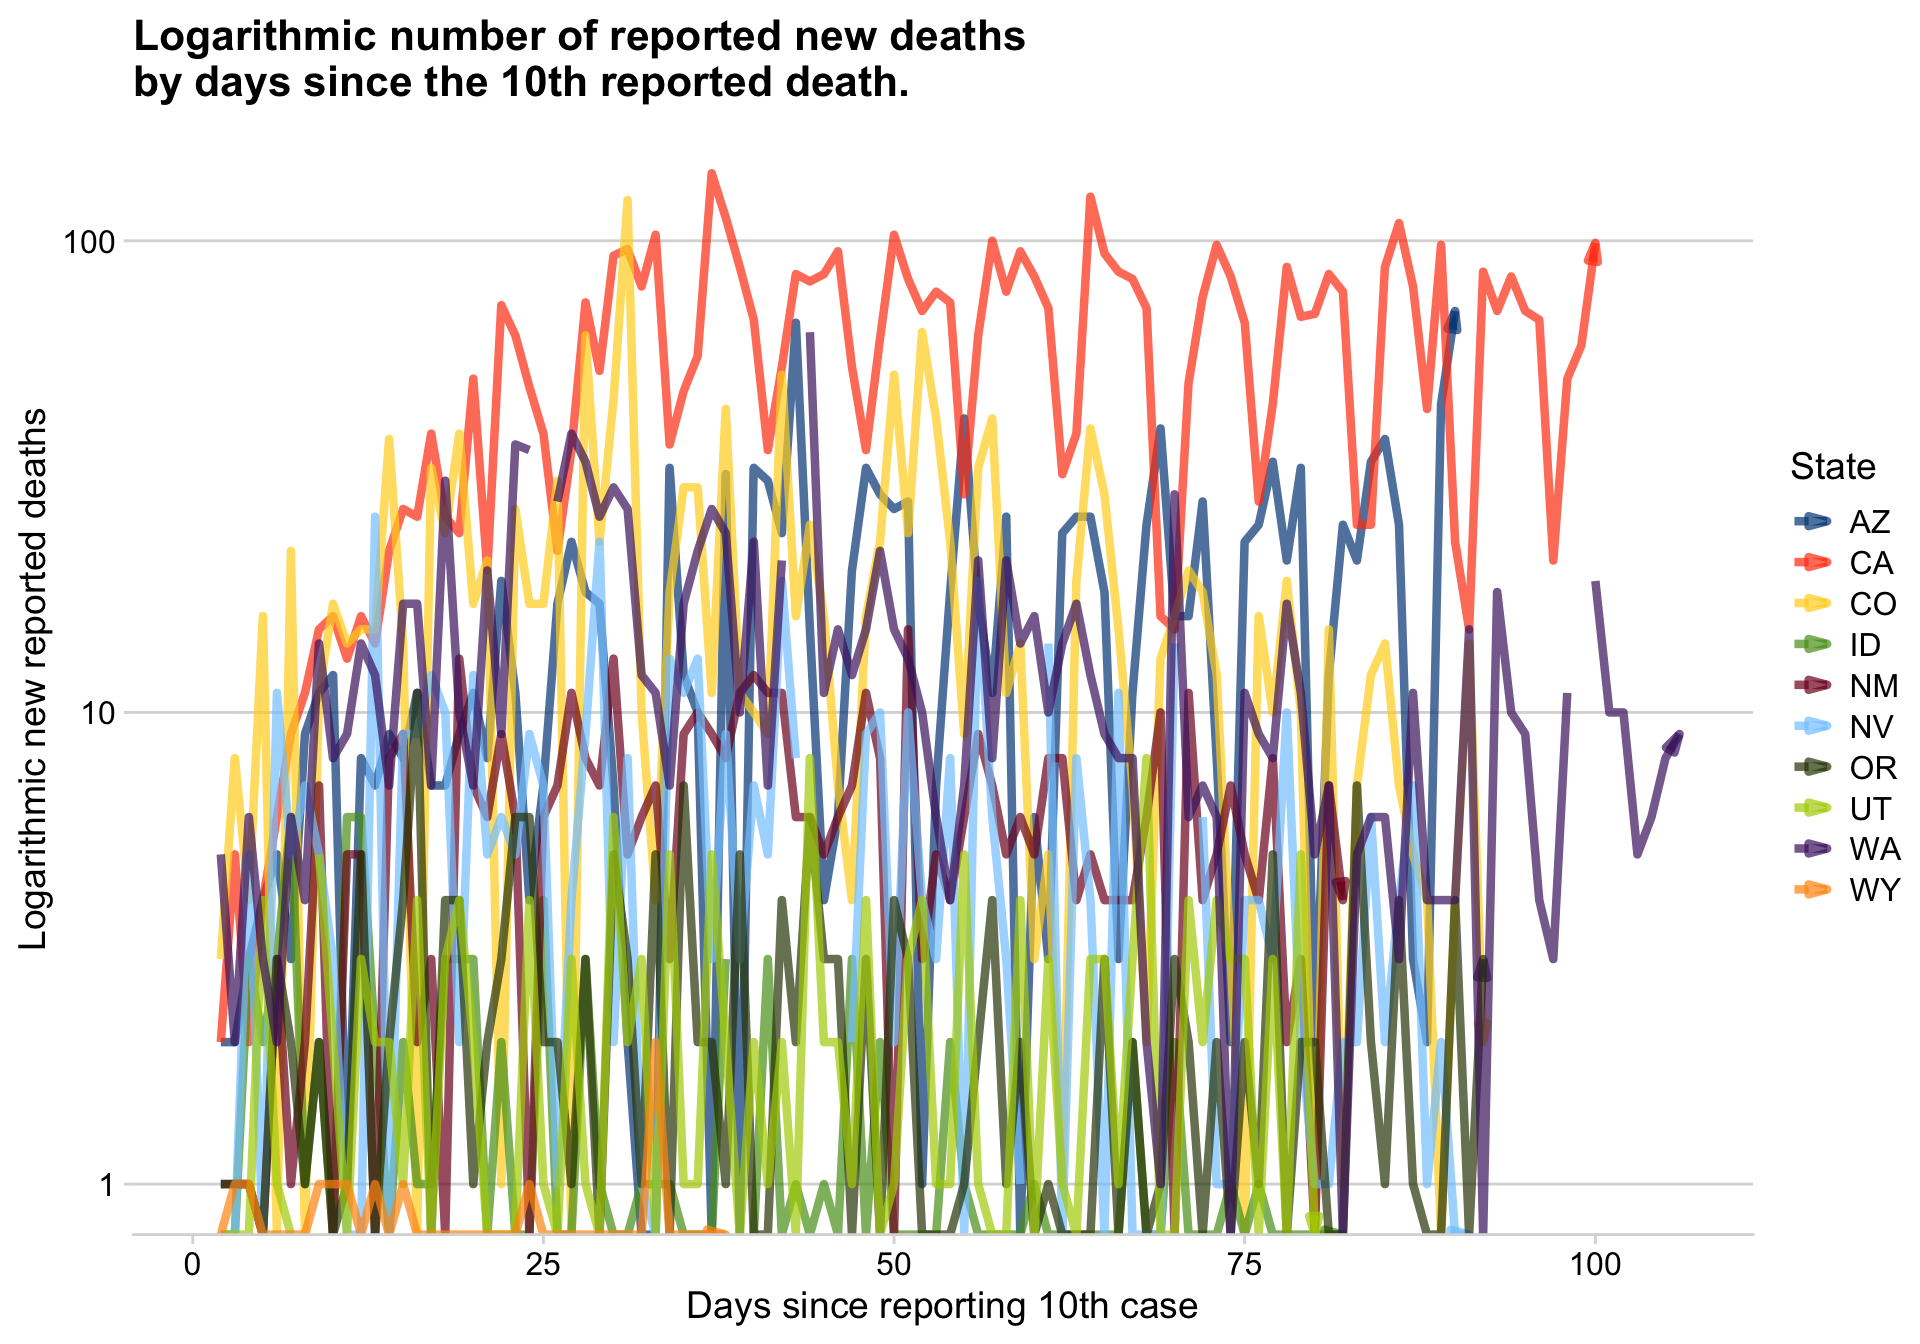 Logarithmic number of reported new deaths
by days since the 10th reported death.
Logarithmic new reported deaths
100
10
1
0
25
50
75
100
Days since reporting 10th case
State
AZ
CA
CO
ID
NM
NV
OR
UT
WA
WY